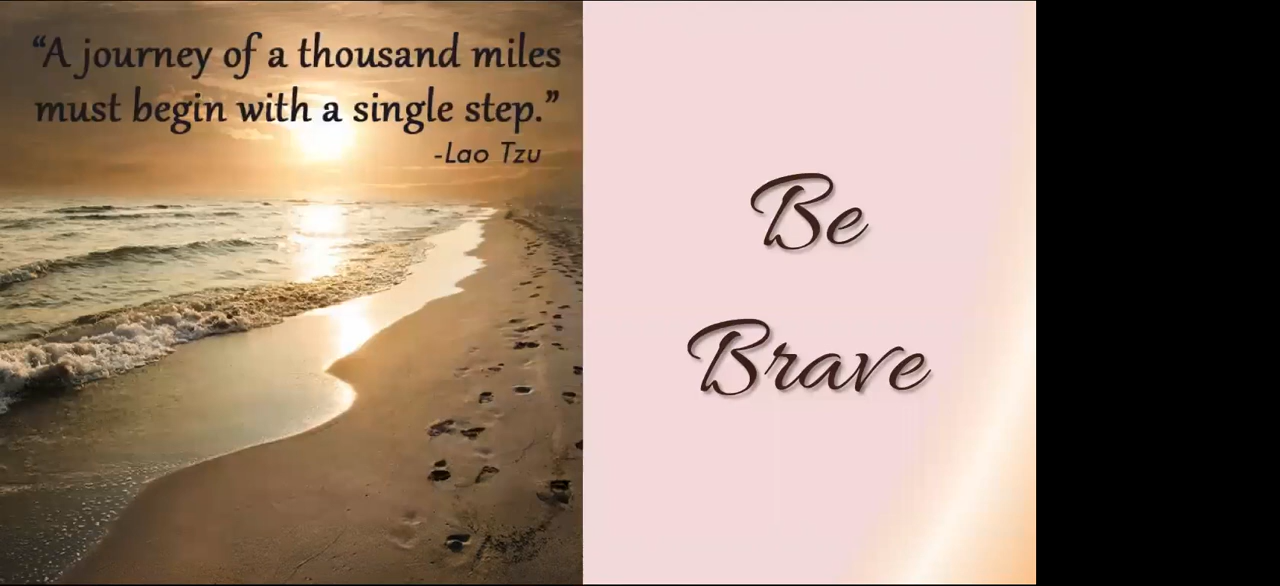 “A journey of a thousand miles
must begin with a single step.”
-Lao Tzu
Be
Brave